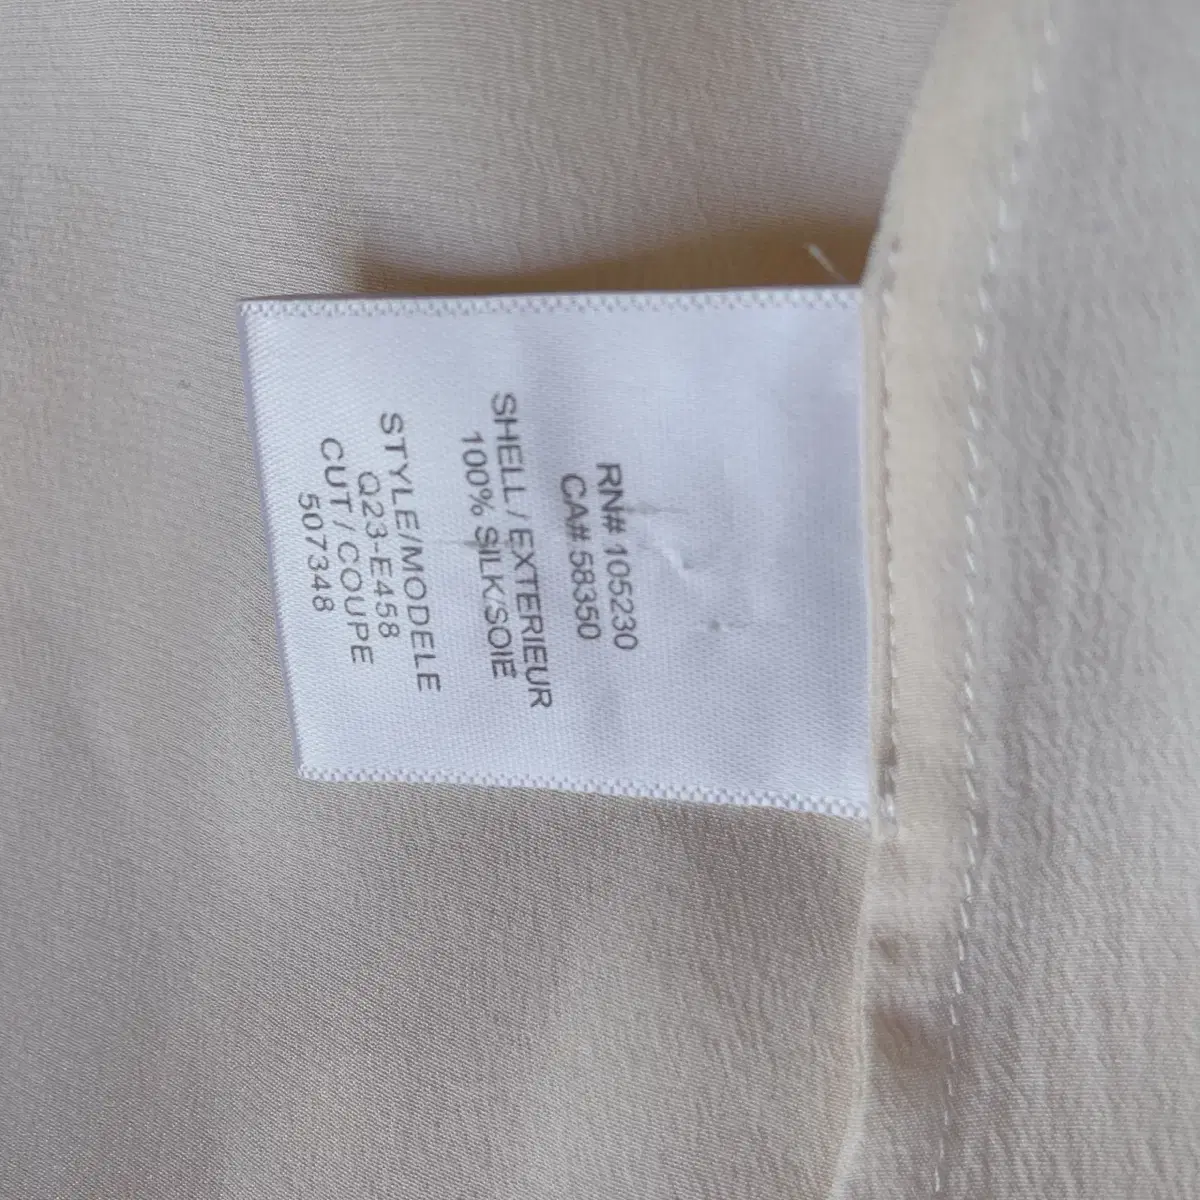 RN# 105230
CA# 58350
SHELL / EXTERIEUR
100% SILK/SOIE
STYLE/MODELE
Q23-E458
CUT / COUPE
507348